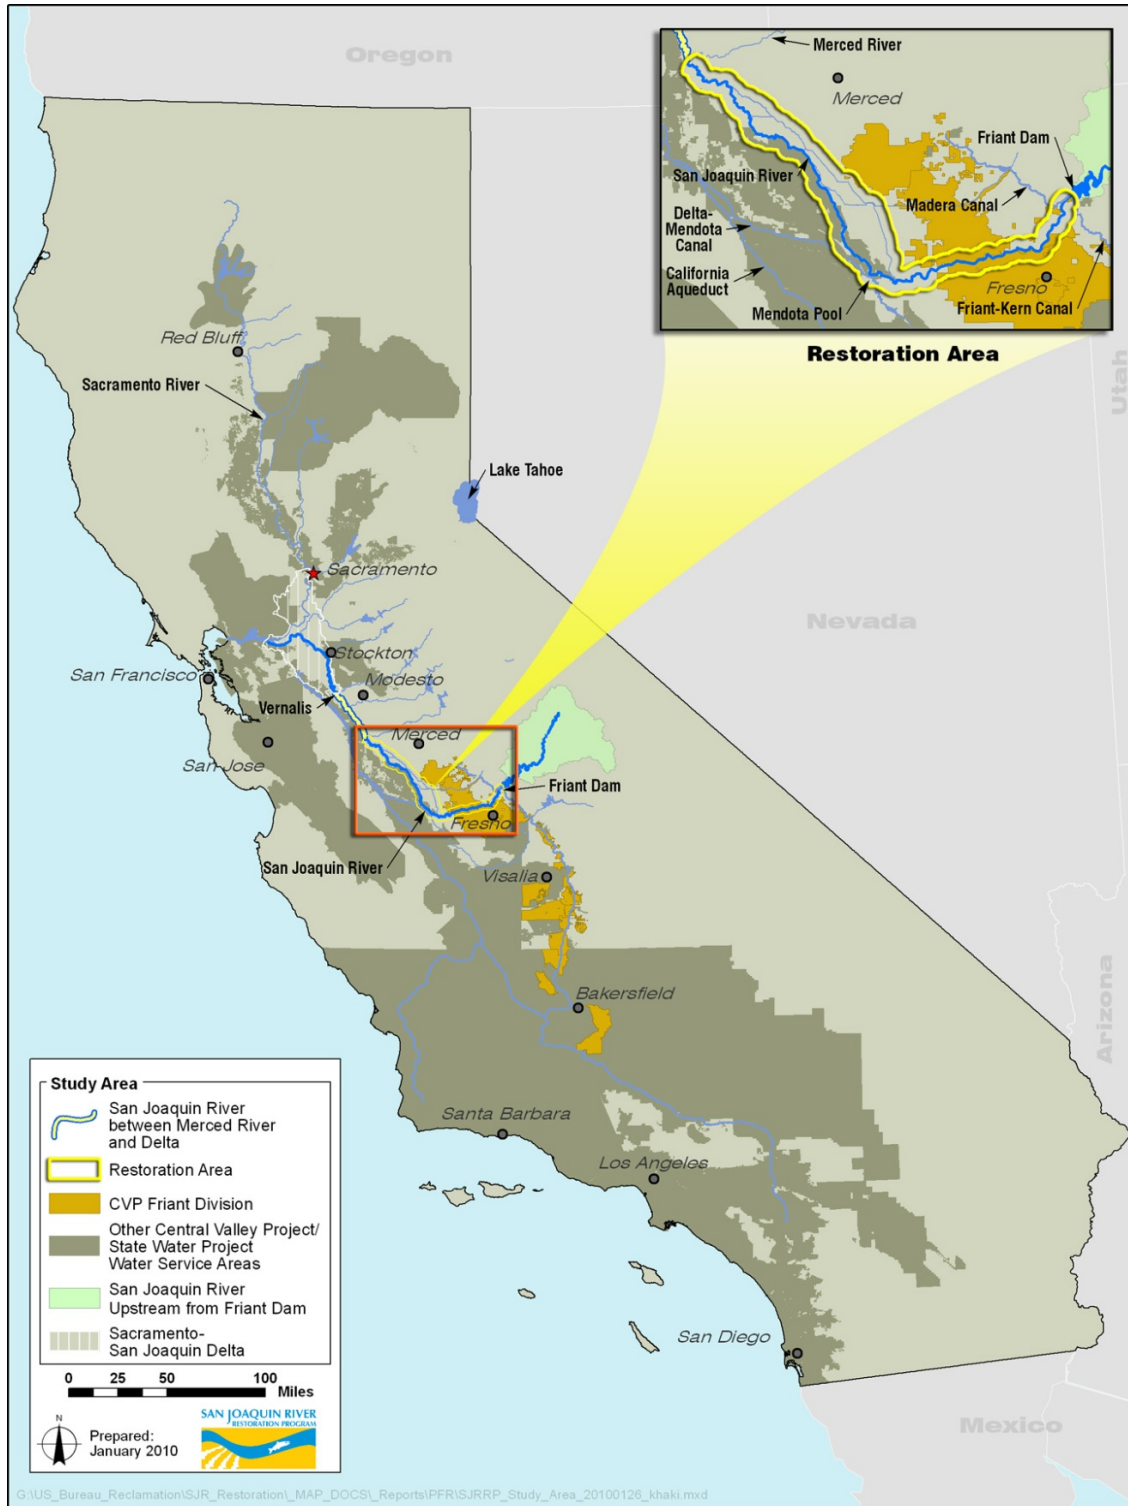 Oregon
Merced River
Merced
Friant Dam
San Joaquin River
Madera Canal
Delta-
Mendota
Canal
California
Aqueduct
Fresno
Mendota Pool
Friant-Kern Canal
Restoration Area
Utah
Red Bluff
Sacramento River
Lake Tahoe
Sacramento
Nevada
Stockton
San Francisco
Modesto
Vernalis
Merced
San Jose
Friant Dam
Fresno
San Joaquin River
Visalia
Arizona
Bakersfield
Santa Barbara
Los Angeles
San Diego
Mexico
Study Area
San Joaquin River
between Merced River
and Delta
Restoration Area
CVP Friant Division
Other Central Valley Project/
State Water Project
Water Service Areas
San Joaquin River
Upstream from Friant Dam
Sacramento-
San Joaquin Delta
0 25 50 100
Miles
N
Prepared:
January 2010
SAN JOAQUIN RIVER
RESTORATION PROGRAM
G:\US_Bureau_Reclamation\SJR_Restoration\_MAP_DOCS\_Reports\PFR\SJRRP_Study_Area_20100126_khaki.mxd